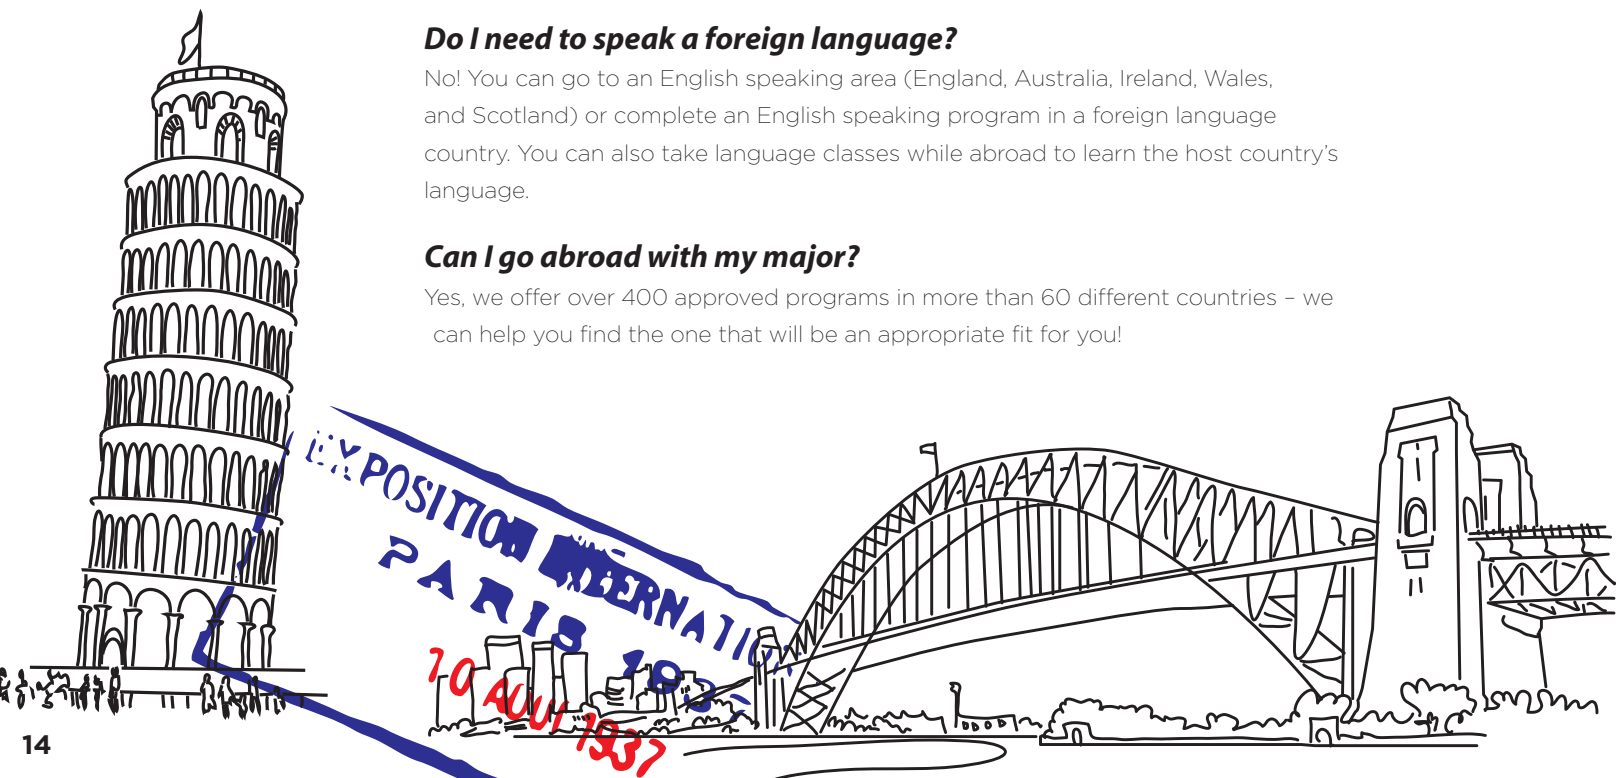 Do I need to speak a foreign language?
No! You can go to an English speaking area (England, Australia, Ireland, Wales,
and Scotland) or complete an English speaking program in a foreign language
country. You can also take language classes while abroad to learn the host country's
language.
Can I go abroad with my major?
Yes, we offer over 400 approved programs in more than 60 different countries – we
can help you find the one that will be an appropriate fit for you!
EXPOSITION
PARIS
10 AOUT 1937
14